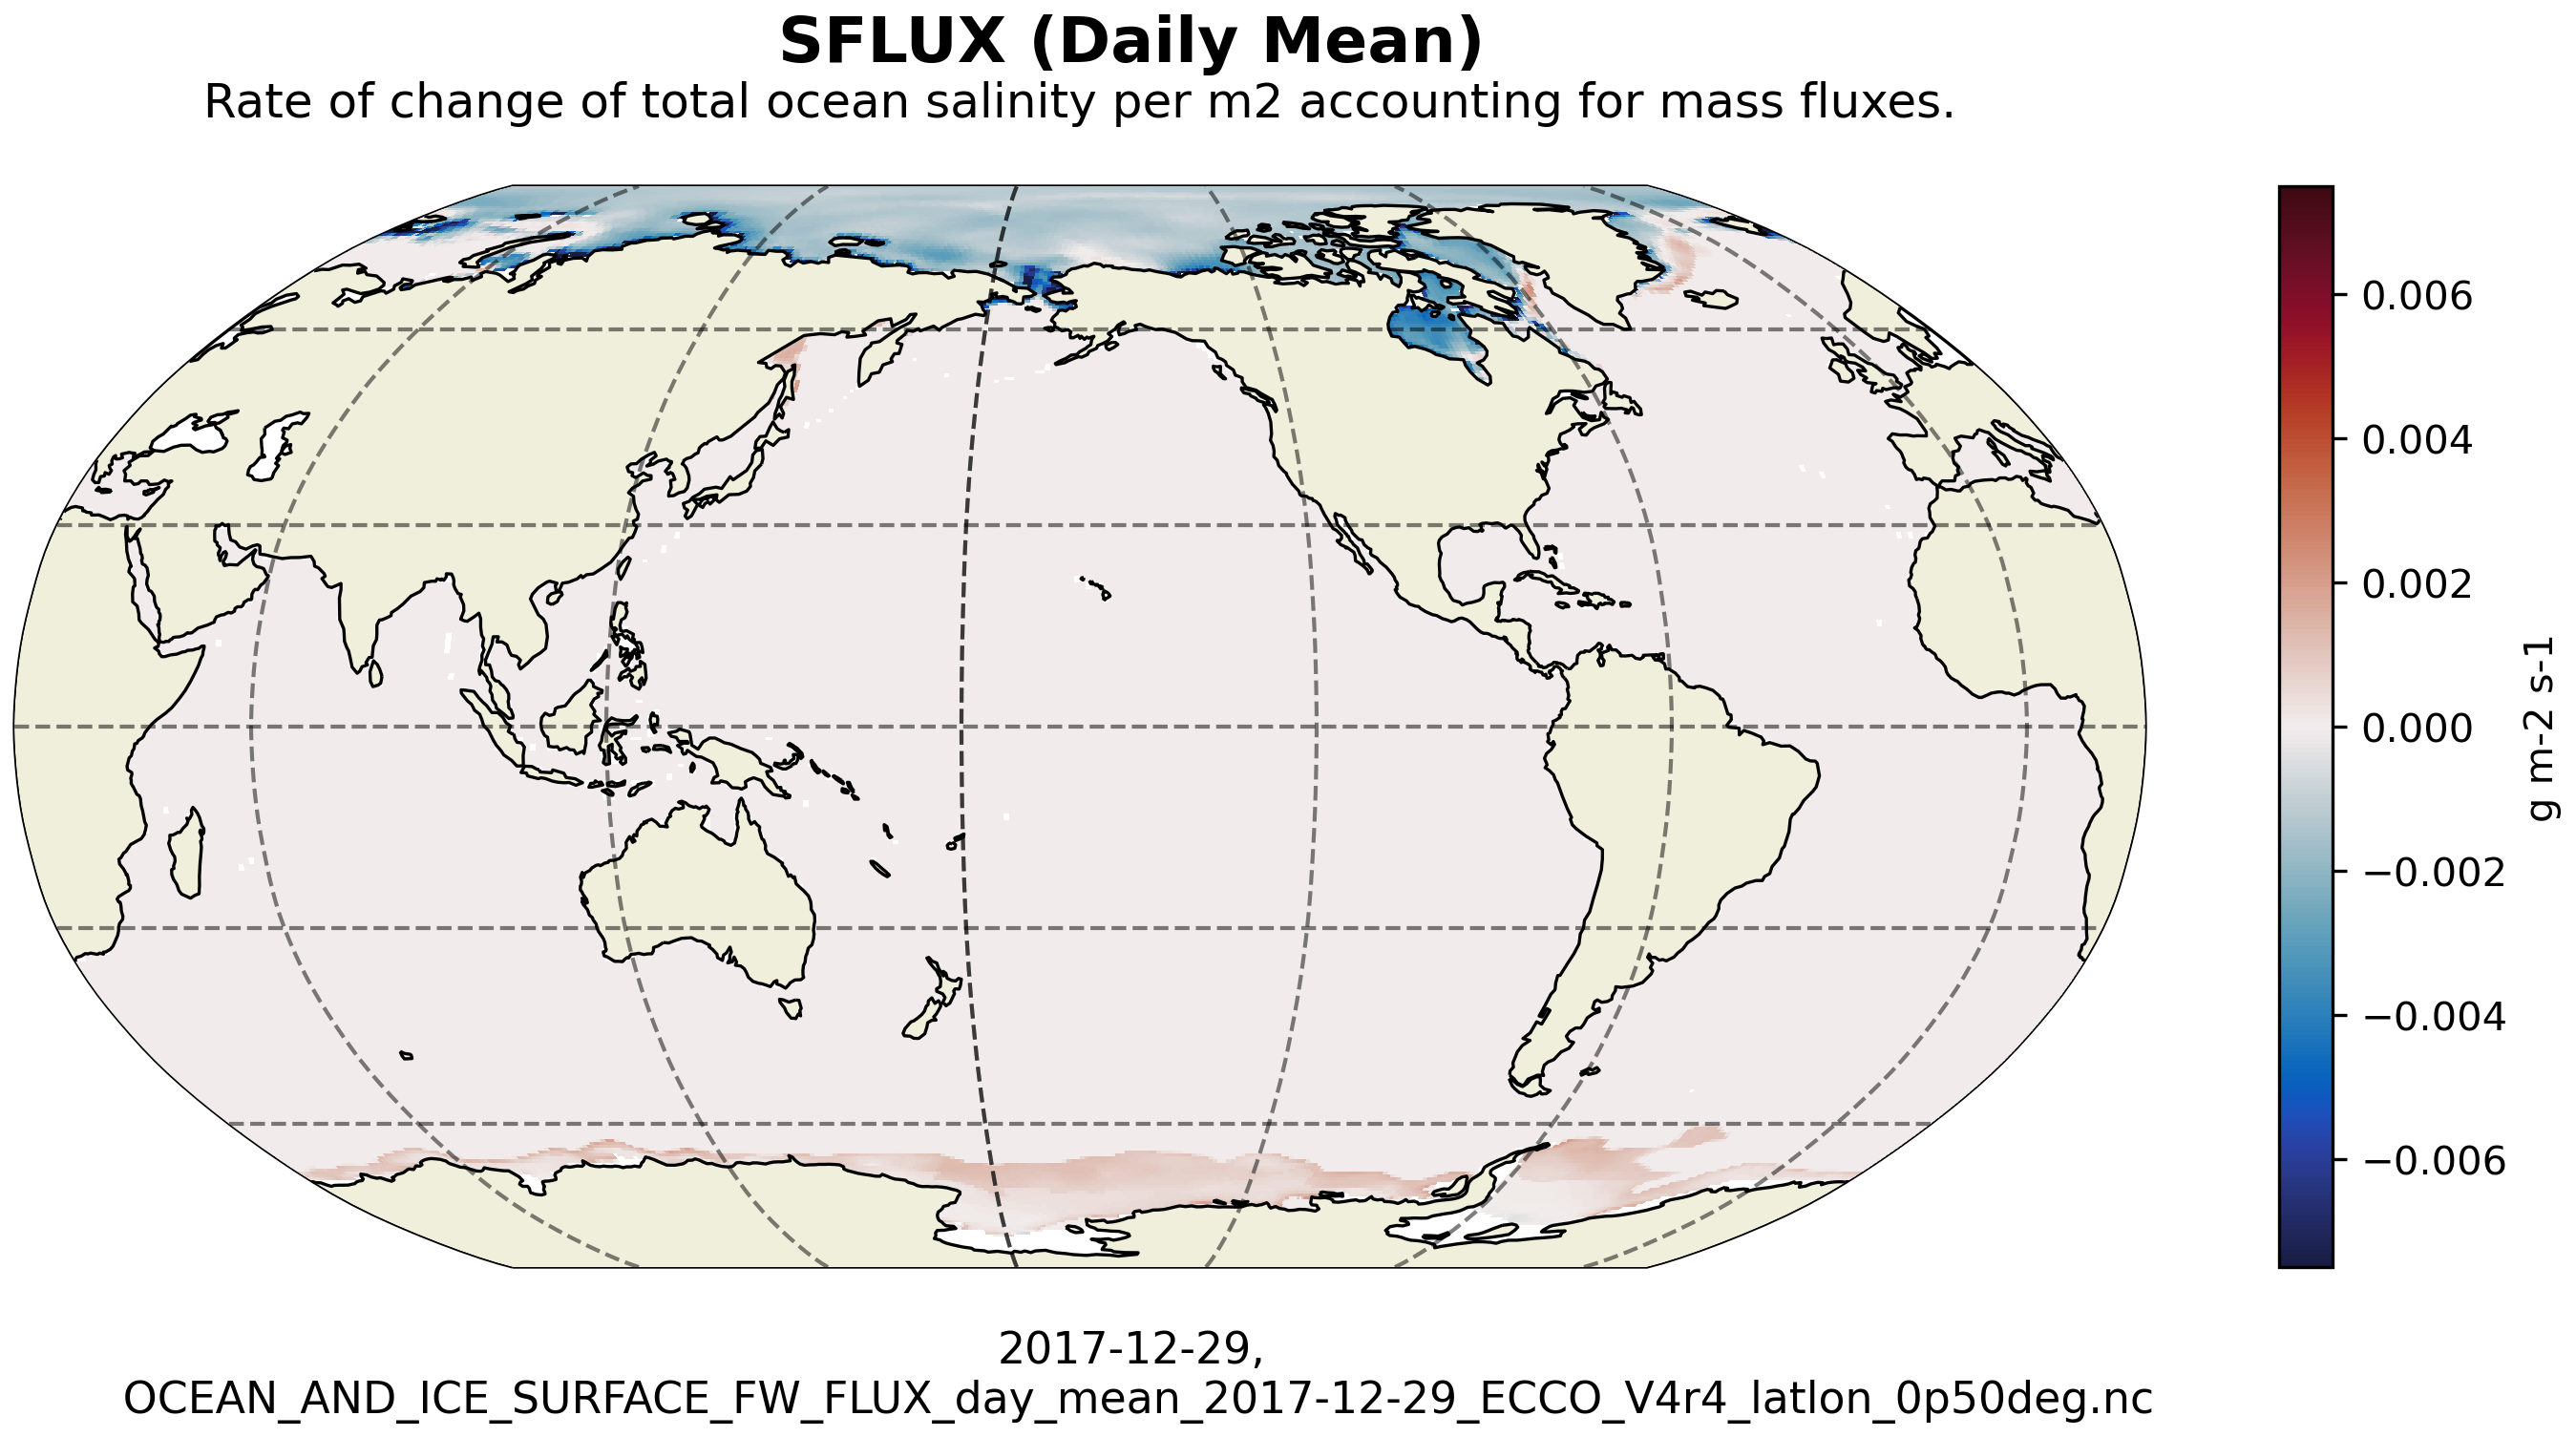 SFLUX (Daily Mean)
Rate of change of total ocean salinity per m2 accounting for mass fluxes.
0.006
0.004
0.002
0.000
−0.002
−0.004
−0.006
g m-2 s-1
2017-12-29,
OCEAN_AND_ICE_SURFACE_FW_FLUX_day_mean_2017-12-29_ECCO_V4r4_latlon_0p50deg.nc